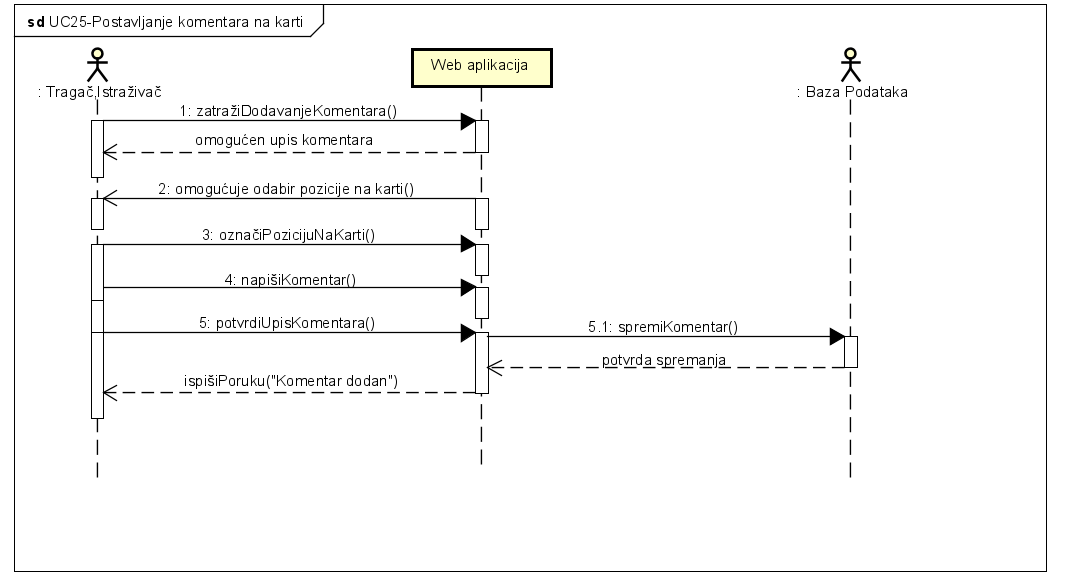 sd UC25-Postavljanje komentara na karti
Web aplikacija
: Tragač,Istraživač
: Baza Podataka
1: zatražiDodavanjeKomentara()
omogućen upis komentara
2: omogućuje odabir pozicije na karti()
3: označiPozicijuNaKarti()
4: napišiKomentar()
5: potvrdiUpisKomentara()
5.1: spremiKomentar()
potvrda spremanja
ispišiPoruku("Komentar dodan")